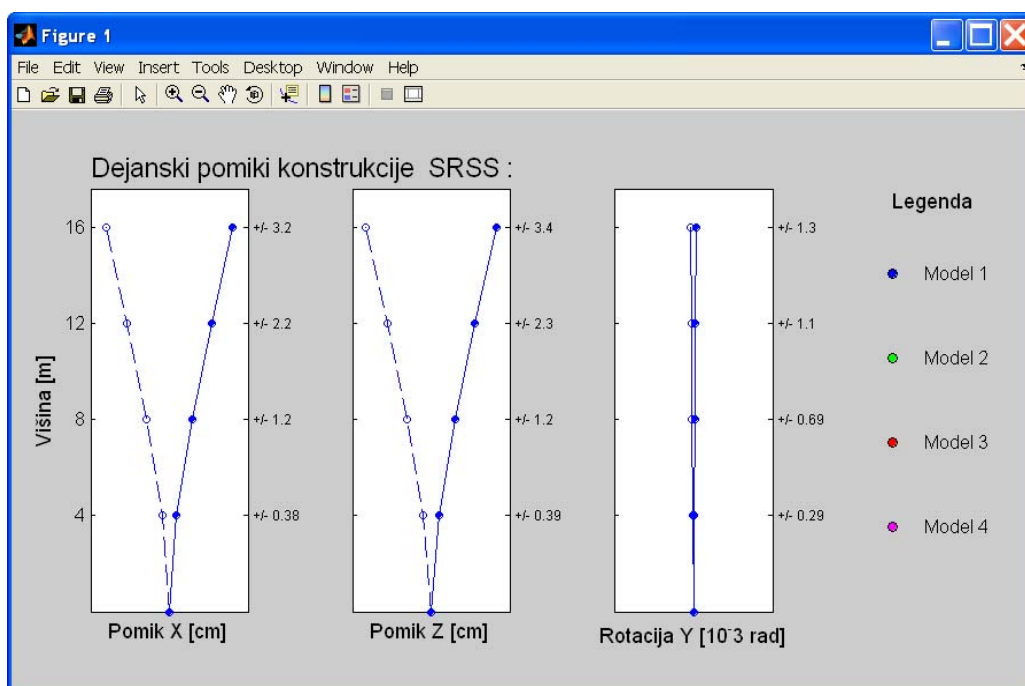 Figure 1
File Edit View Insert Tools Desktop Window Help
Dejanski pomiki konstrukcije SRSS :
Višina [m]
16
12
8
4
+/- 3.2
+/- 2.2
+/- 1.2
+/- 0.38
Pomik X [cm]
+/- 3.4
+/- 2.3
+/- 1.2
+/- 0.39
Pomik Z [cm]
+/- 1.3
+/- 1.1
+/- 0.69
+/- 0.29
Rotacija Y [10⁻3 rad]
Legenda
Model 1
Model 2
Model 3
Model 4